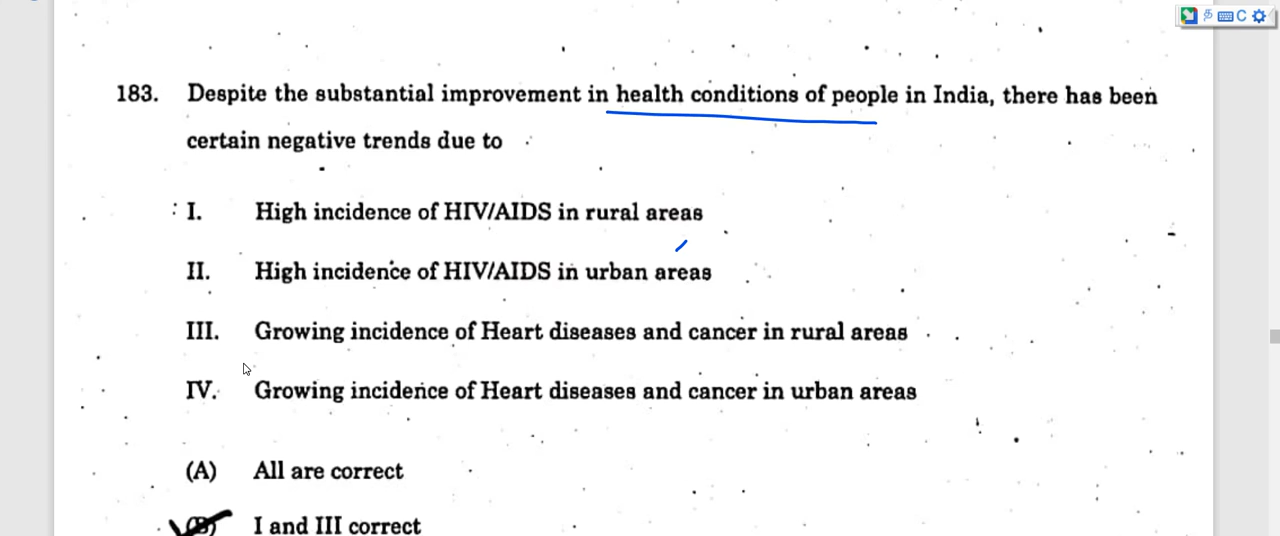 183. Despite the substantial improvement in health conditions of people in India, there has been
certain negative trends due to
I. High incidence of HIV/AIDS in rural areas
II. High incidence of HIV/AIDS in urban areas
III. Growing incidence of Heart diseases and cancer in rural areas
IV. Growing incidence of Heart diseases and cancer in urban areas
(A) All are correct
(B) I and III correct